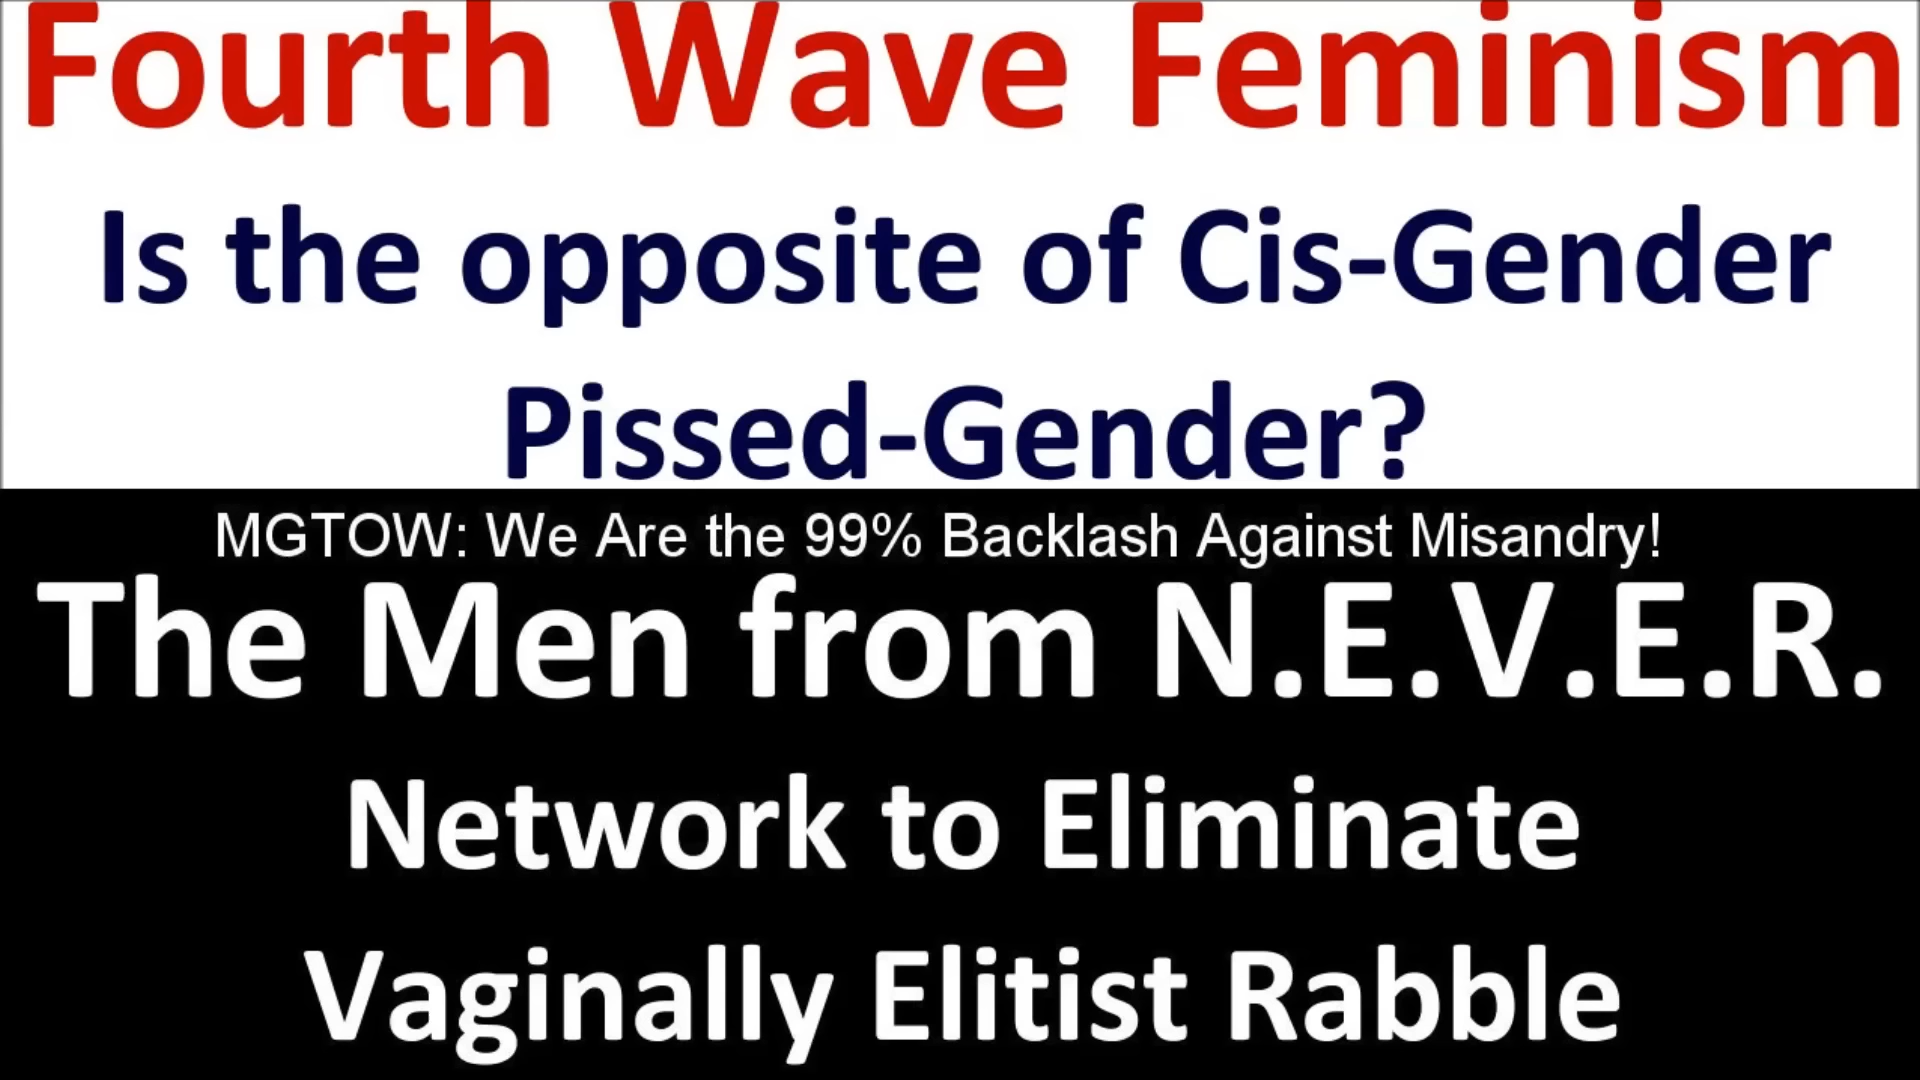 Fourth Wave Feminism
Is the opposite of Cis-Gender
Pissed-Gender?
MGTOW: We Are the 99% Backlash Against Misandry!
The Men from N.E.V.E.R.
Network to Eliminate
Vaginally Elitist Rabble